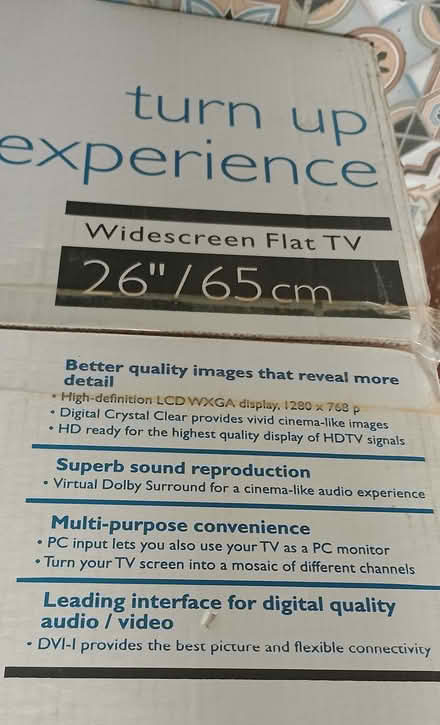 turn up
experience
Widescreen Flat TV
26"/65cm
Better quality images that reveal more
detail
• High-definition LCD WXGA display, 1280 x 768 p
• Digital Crystal Clear provides vivid cinema-like images
• HD ready for the highest quality display of HDTV signals
Superb sound reproduction
• Virtual Dolby Surround for a cinema-like audio experience
Multi-purpose convenience
• PC input lets you also use your TV as a PC monitor
• Turn your TV screen into a mosaic of different channels
Leading interface for digital quality
audio / video
• DVI-I provides the best picture and flexible connectivity